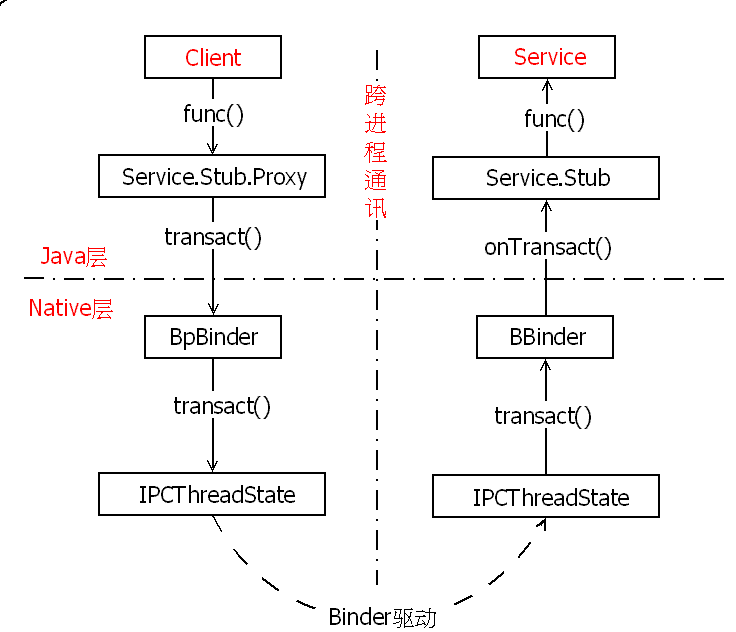 Client
Service
func()
func()
跨进程通讯
Service.Stub.Proxy
Service.Stub
transact()
onTransact()
Java层
Native层
BpBinder
BBinder
transact()
transact()
IPCThreadState
IPCThreadState
Binder驱动